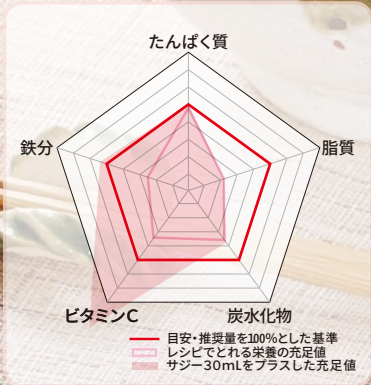 たんぱく質
鉄分
脂質
ビタミンC
炭水化物
目安・推奨量を100%とした基準
レシピでとれる栄養の充足値
サジー30mLをプラスした充足値